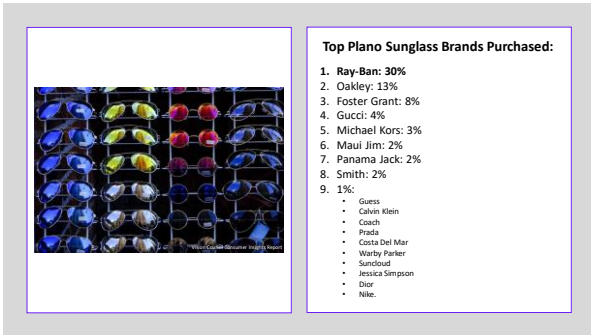 Vision Council Consumer Insights Report
Top Plano Sunglass Brands Purchased:
1. Ray-Ban: 30%
2. Oakley: 13%
3. Foster Grant: 8%
4. Gucci: 4%
5. Michael Kors: 3%
6. Maui Jim: 2%
7. Panama Jack: 2%
8. Smith: 2%
9. 1%:
• Guess
• Calvin Klein
• Coach
• Prada
• Costa Del Mar
• Warby Parker
• Suncloud
• Jessica Simpson
• Dior
• Nike.